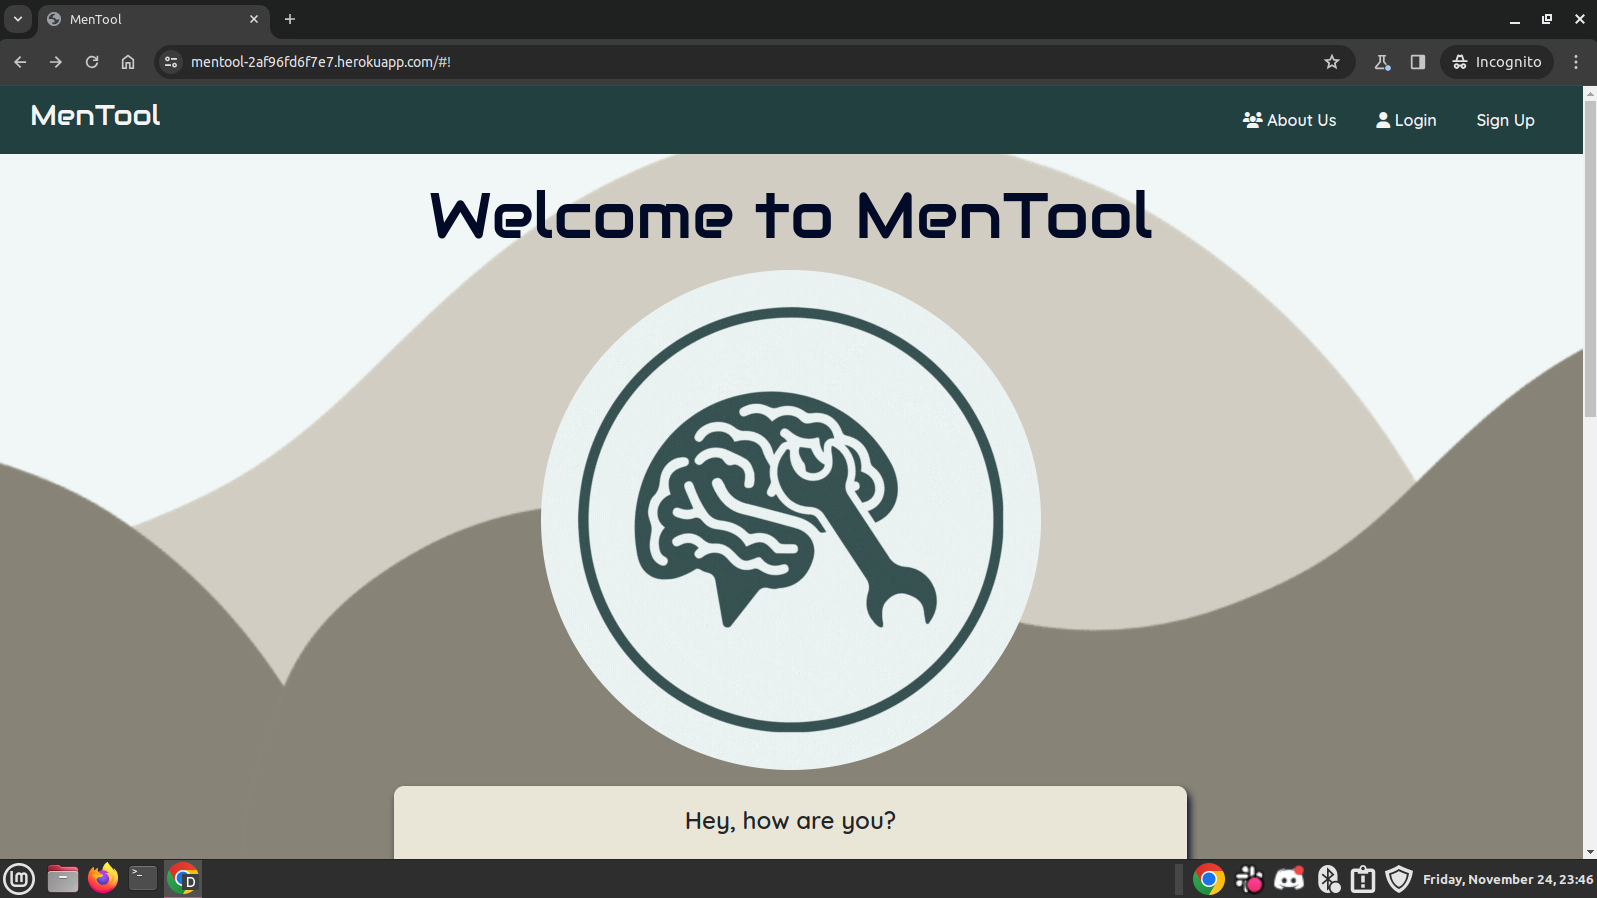 MenTool
mentool-2af96fd6f7e7.herokuapp.com/#!
Incognito
MenTool
About Us
Login
Sign Up
Welcome to MenTool
Hey, how are you?
lm
>_
D
Friday, November 24, 23:46